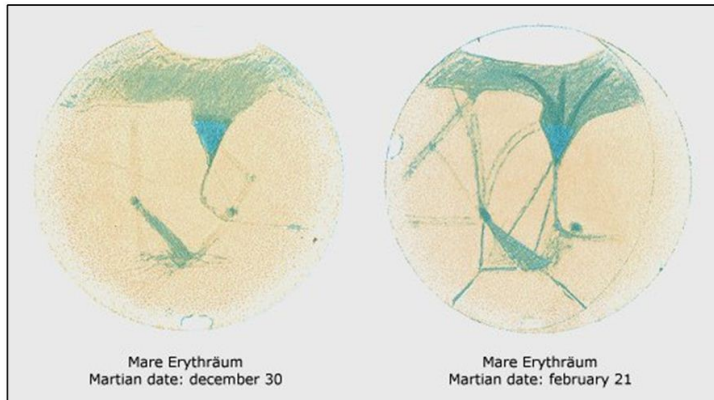 Mare Erythräum
Martian date: december 30
Mare Erythräum
Martian date: february 21